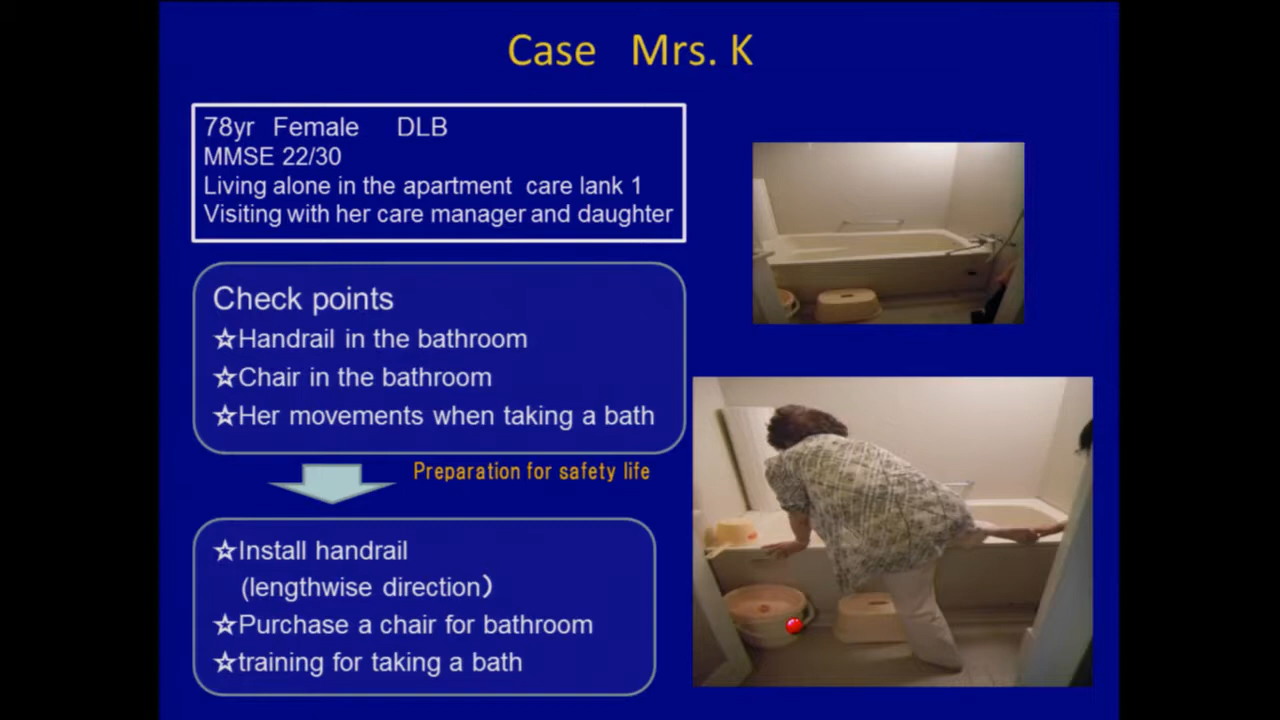 Case Mrs. K
78yr Female DLB
MMSE 22/30
Living alone in the apartment care lank 1
Visiting with her care manager and daughter
Check points
☆Handrail in the bathroom
☆Chair in the bathroom
☆Her movements when taking a bath
Preparation for safety life
☆Install handrail
(lengthwise direction）
☆Purchase a chair for bathroom
☆training for taking a bath